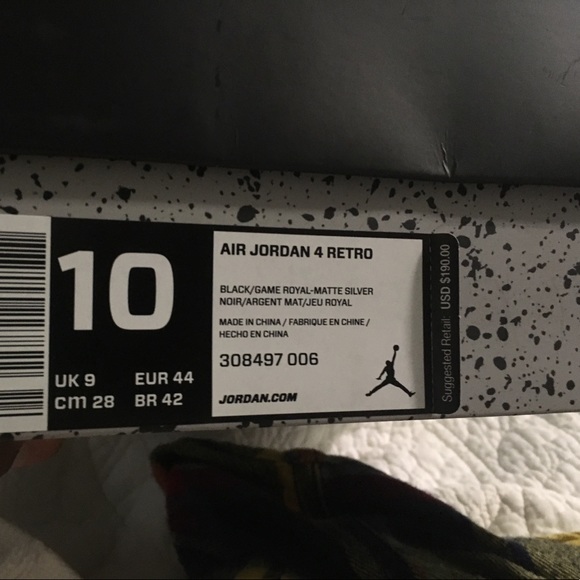 10
UK 9 EUR 44
cm 28 BR 42
AIR JORDAN 4 RETRO
BLACK/GAME ROYAL-MATTE SILVER
NOIR/ARGENT MAT/JEU ROYAL
MADE IN CHINA / FABRIQUE EN CHINE /
HECHO EN CHINA
308497 006
JORDAN.COM
Suggested Retail: USD $190.00